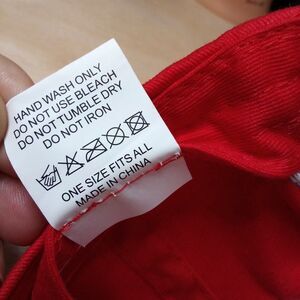 HAND WASH ONLY
DO NOT USE BLEACH
DO NOT TUMBLE DRY
DO NOT IRON
ONE SIZE FITS ALL
MADE IN CHINA